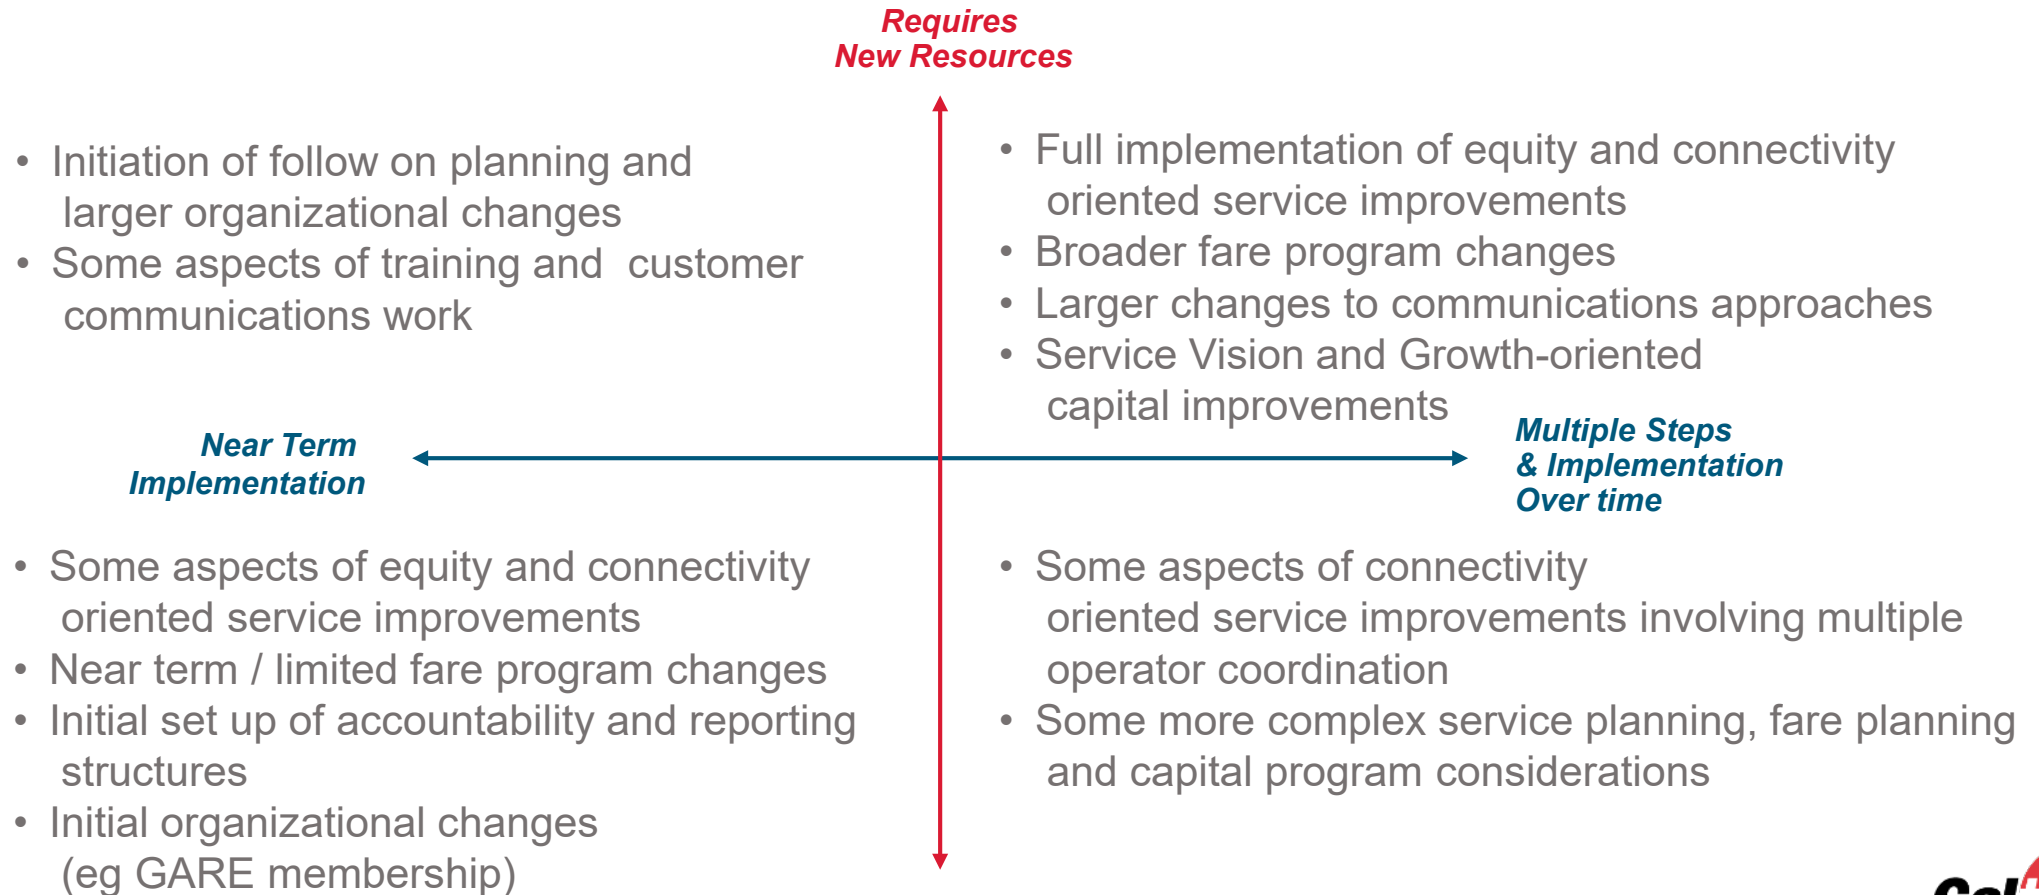 Requires
New Resources
• Initiation of follow on planning and
larger organizational changes
• Some aspects of training and  customer
communications work
• Full implementation of equity and connectivity
oriented service improvements
• Broader fare program changes
• Larger changes to communications approaches
• Service Vision and Growth-oriented
capital improvements
Near Term
Implementation
Multiple Steps
& Implementation
Over time
• Some aspects of equity and connectivity
oriented service improvements
• Near term / limited fare program changes
• Initial set up of accountability and reporting
structures
• Initial organizational changes
(eg GARE membership)
• Some aspects of connectivity
oriented service improvements involving multiple
operator coordination
• Some more complex service planning, fare planning
and capital program considerations